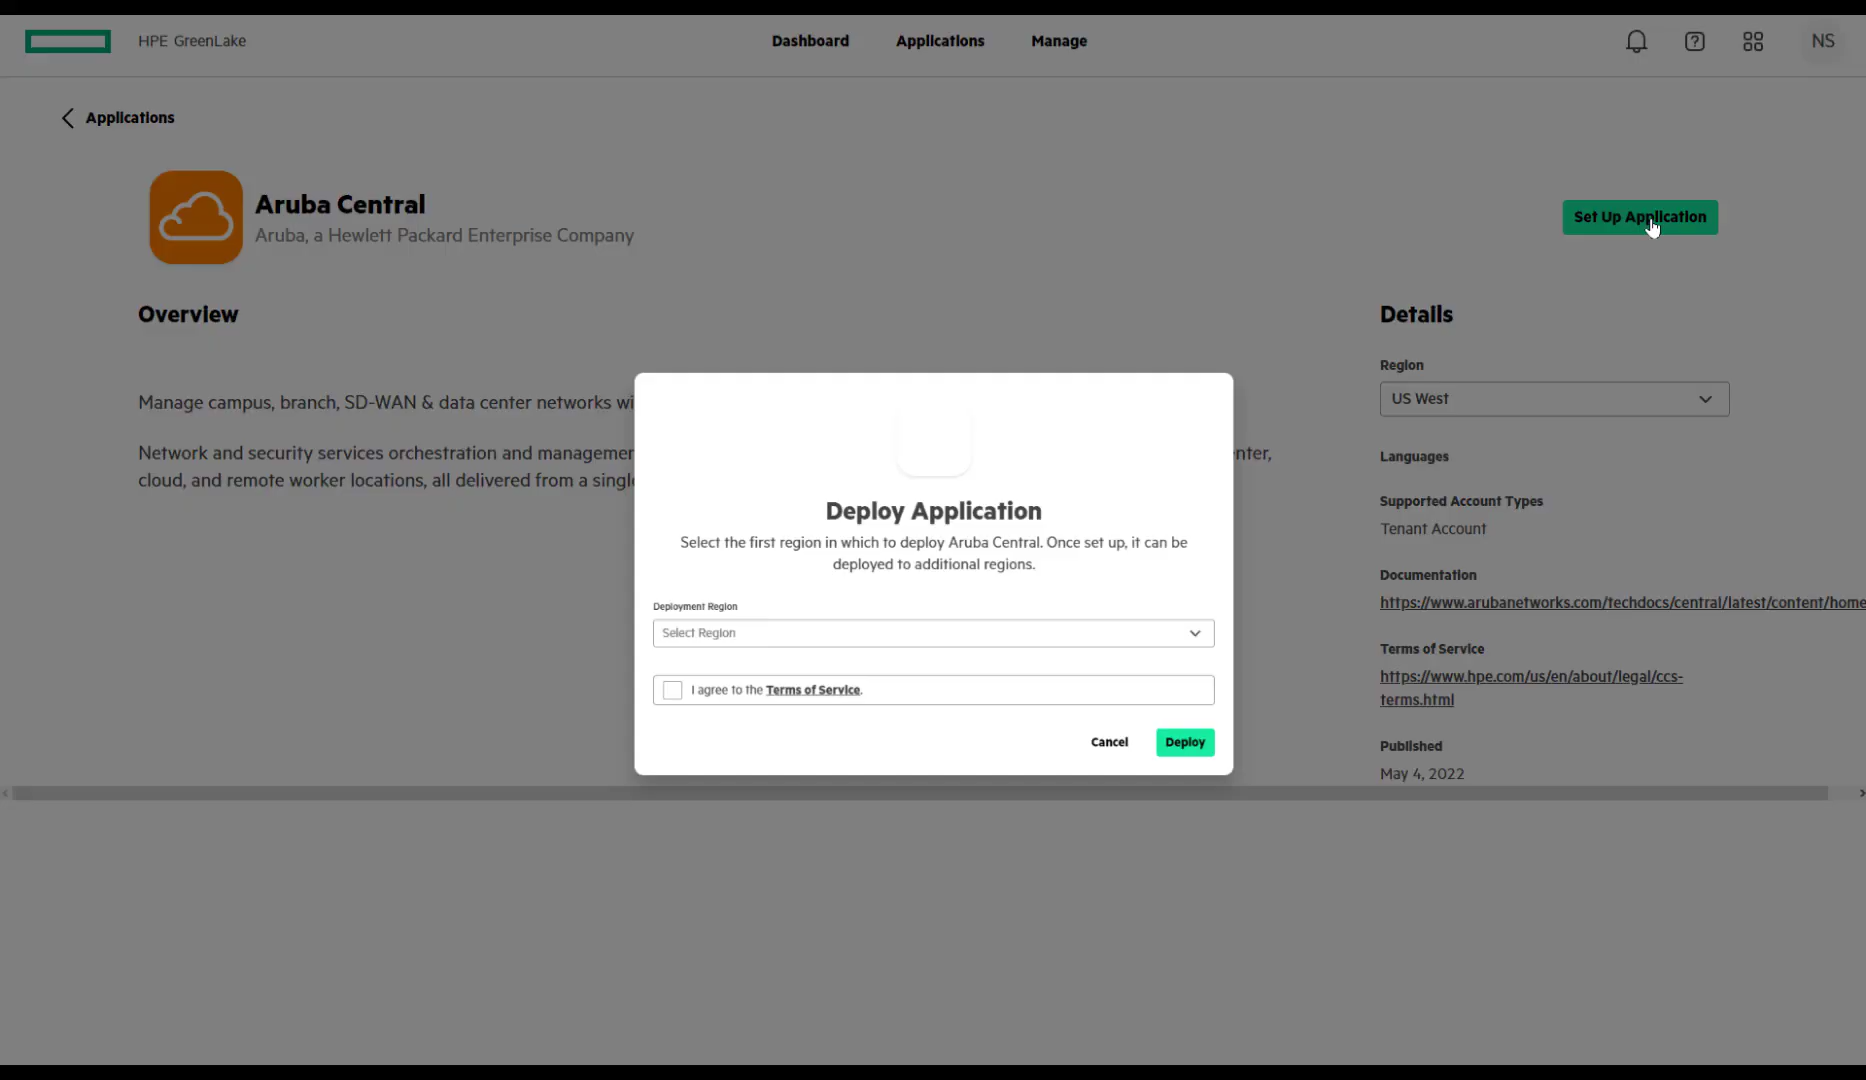 HPE GreenLake
Dashboard
Applications
Manage
NS
Applications
Aruba Central
Aruba, a Hewlett Packard Enterprise Company
Set Up Application
Overview
Manage campus, branch, SD-WAN & data center networks wi
Network and security services orchestration and managemer
nter,
cloud, and remote worker locations, all delivered from a single
Details
Region
US West
Languages
Supported Account Types
Tenant Account
Documentation
https://www.arubanetworks.com/techdocs/central/latest/content/home
Terms of Service
https://www.hpe.com/us/en/about/legal/ccs-
terms.html
Published
May 4, 2022
Deploy Application
Select the first region in which to deploy Aruba Central. Once set up, it can be
deployed to additional regions.
Deployment Region
Select Region
I agree to the Terms of Service.
Cancel
Deploy